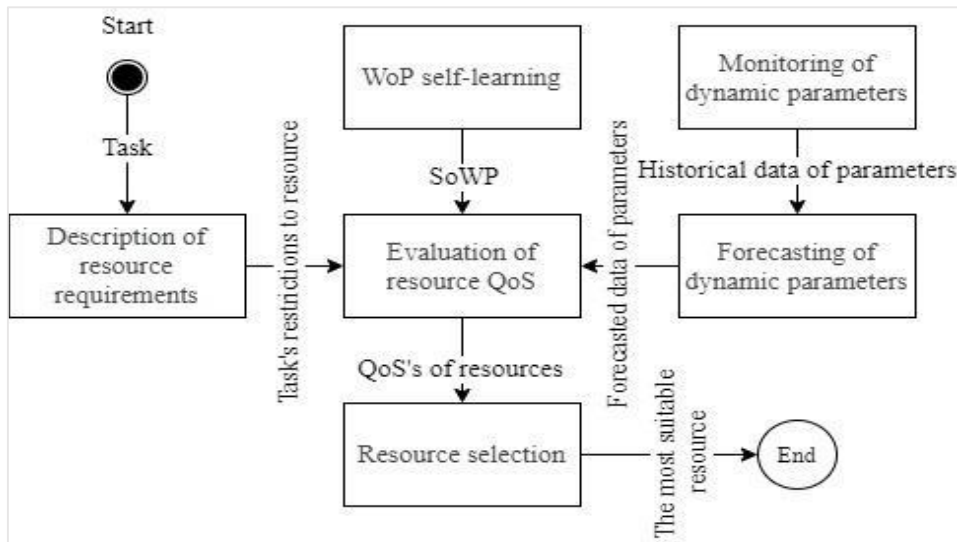 Start
WoP self-learning
Monitoring of
dynamic parameters
Task
SoWP
Historical data of parameters
Description of
resource
requirements
Task's restrictions to resource
Evaluation of
resource QoS
Forecasted data of parameters
Forecasting of
dynamic parameters
QoS's of resources
Resource selection
The most suitable
resource
End